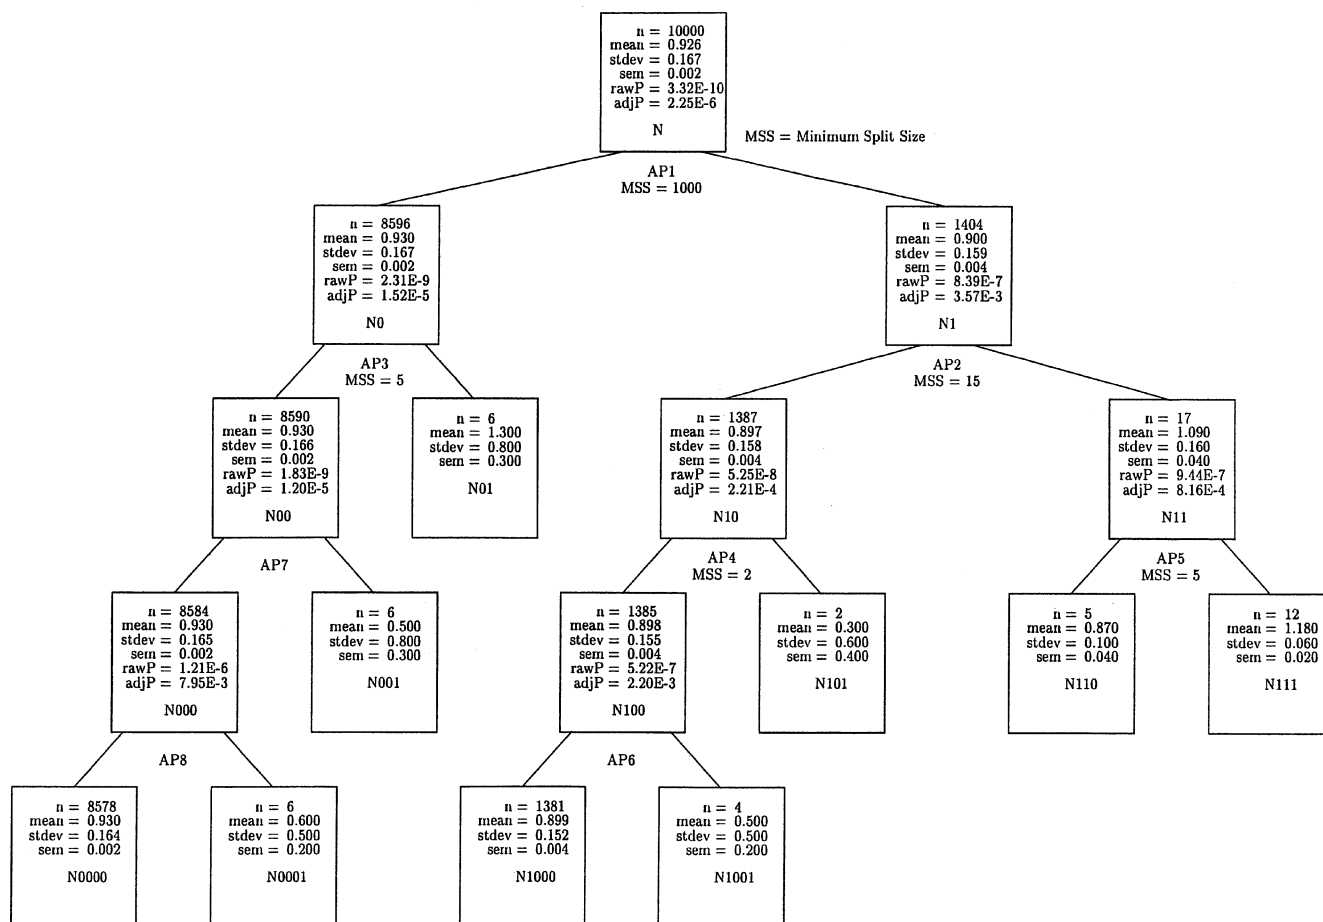 n = 10000
mean = 0.926
stdev = 0.167
sem = 0.002
rawP = 3.32E-10
adjP = 2.25E-6
N
MSS = Minimum Split Size
AP1
MSS = 1000
n = 8596
mean = 0.930
stdev = 0.167
sem = 0.002
rawP = 2.31E-9
adjP = 1.52E-5
N0
n = 1404
mean = 0.900
stdev = 0.159
sem = 0.004
rawP = 8.39E-7
adjP = 3.57E-3
N1
AP3
MSS = 5
AP2
MSS = 15
n = 8590
mean = 0.930
stdev = 0.166
sem = 0.002
rawP = 1.83E-9
adjP = 1.20E-5
N00
n = 6
mean = 1.300
stdev = 0.800
sem = 0.300
N01
n = 1387
mean = 0.897
stdev = 0.158
sem = 0.004
rawP = 5.25E-8
adjP = 2.21E-4
N10
n = 17
mean = 1.090
stdev = 0.160
sem = 0.040
rawP = 9.44E-7
adjP = 8.16E-4
N11
AP7
AP4
MSS = 2
AP5
MSS = 5
n = 8584
mean = 0.930
stdev = 0.165
sem = 0.002
rawP = 1.21E-6
adjP = 7.95E-3
N000
n = 6
mean = 0.500
stdev = 0.800
sem = 0.300
N001
n = 1385
mean = 0.898
stdev = 0.155
sem = 0.004
rawP = 5.22E-7
adjP = 2.20E-3
N100
n = 2
mean = 0.300
stdev = 0.600
sem = 0.400
N101
n = 5
mean = 0.870
stdev = 0.100
sem = 0.040
N110
n = 12
mean = 1.180
stdev = 0.060
sem = 0.020
N111
AP8
AP6
n = 8578
mean = 0.930
stdev = 0.164
sem = 0.002
N0000
n = 6
mean = 0.600
stdev = 0.500
sem = 0.200
N0001
n = 1381
mean = 0.899
stdev = 0.152
sem = 0.004
N1000
n = 4
mean = 0.500
stdev = 0.500
sem = 0.200
N1001